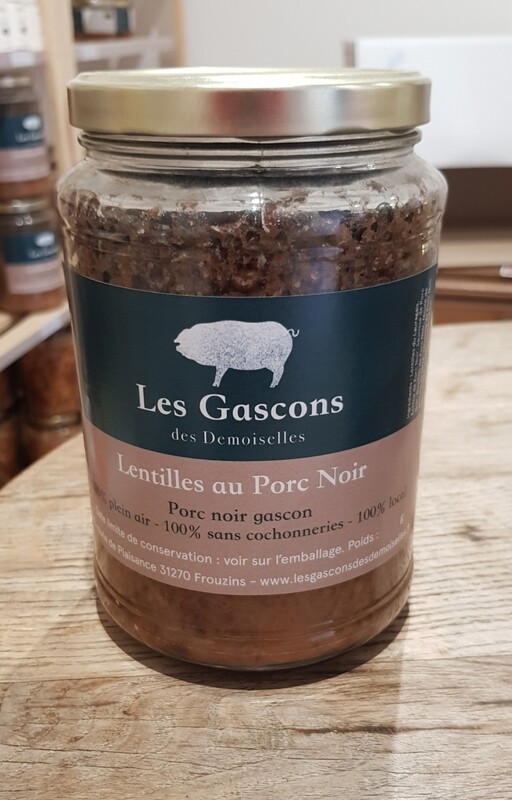 Les Gascons
des Demoiselles
Lentilles au Porc Noir
Porc noir gascon
plein air - 100% sans cochonneries - 100% local
limite de conservation : voir sur l'emballage. Poids :
de Plaisance 31270 Frouzins - www.lesgasconsdesdemoiselles